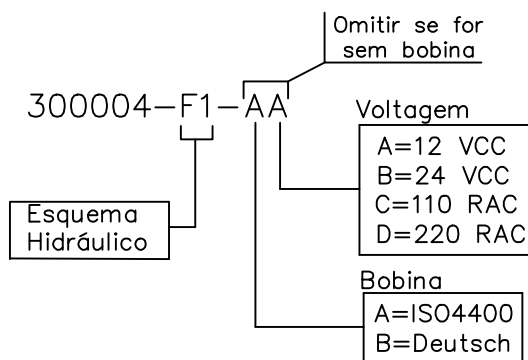 Omitir se for
sem bobina
300004-F1-AA
Voltagem
A=12 VCC
B=24 VCC
C=110 RAC
D=220 RAC
Esquema
Hidráulico
Bobina
A=ISO4400
B=Deutsch